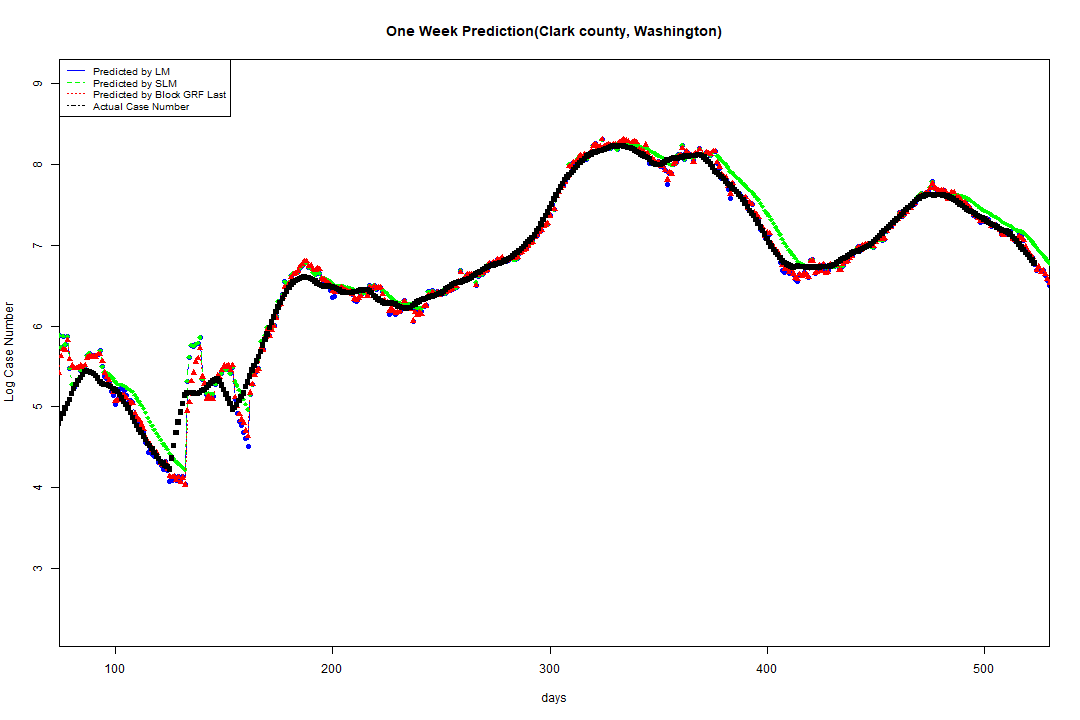 One Week Prediction(Clark county, Washington)
Predicted by LM
Predicted by SLM
Predicted by Block GRF Last
Actual Case Number
9
8
7
6
5
4
3
Log Case Number
100 200 300 400 500
days